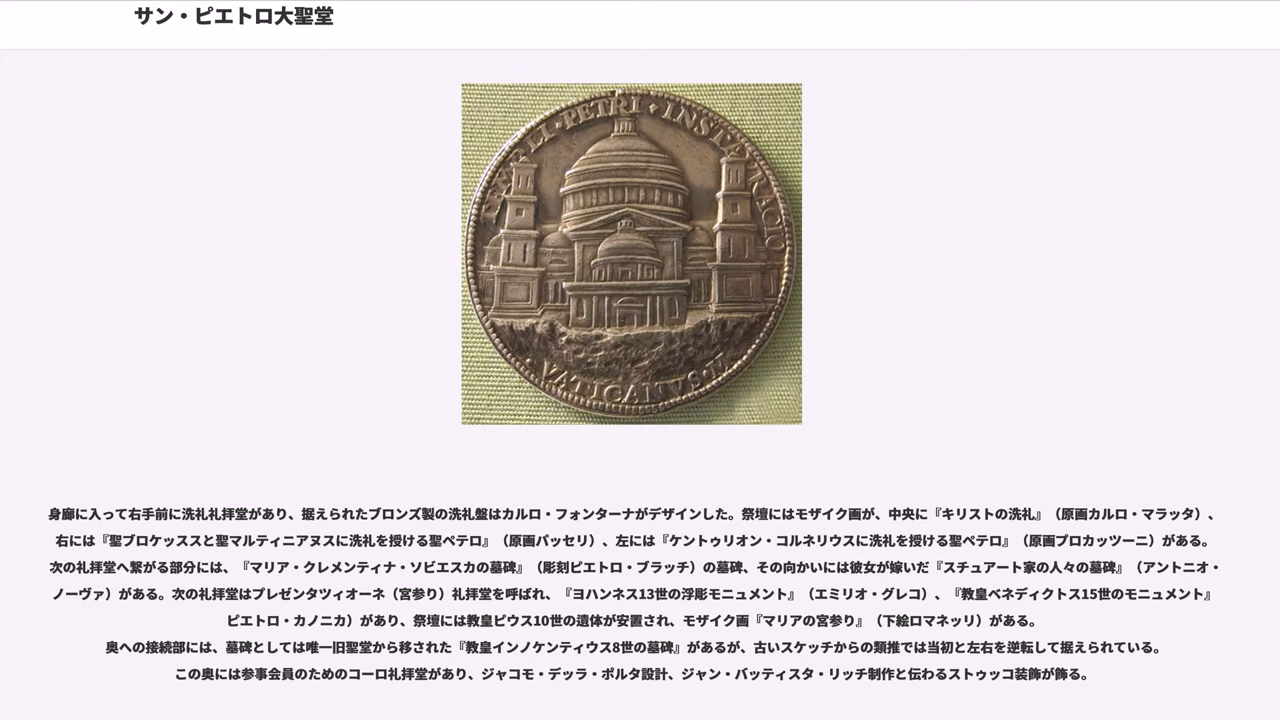 サン・ピエトロ大聖堂
PETRI • INSTAVRACIO
VATICANVS · M
身廊に入って右手前に洗礼礼拝堂があり、据えられたブロンズ製の洗礼盤はカルロ・フォンターナがデザインした。祭壇にはモザイク画が、中央に『キリストの洗礼』（原画カルロ・マラッタ）、
右には『聖ブロケッススと聖マルティニアヌスに洗礼を授ける聖ペテロ』（原画パッセリ）、左には『ケントゥリオン・コルネリウスに洗礼を授ける聖ペテロ』（原画プロカッツーニ）がある。
次の礼拝堂へ繋がる部分には、『マリア・クレメンティナ・ソビエスカの墓碑』（彫刻ピエトロ・ブラッチ）の墓碑、その向かいには彼女が嫁いだ『スチュアート家の人々の墓碑』（アントニオ・
ノーヴァ）がある。次の礼拝堂はプレゼンタツィオーネ（宮参り）礼拝堂を呼ばれ、『ヨハンネス13世の浮彫モニュメント』（エミリオ・グレコ）、『教皇ベネディクトス15世のモニュメント』
ピエトロ・カノニカ）があり、祭壇には教皇ピウス10世の遺体が安置され、モザイク画『マリアの宮参り』（下絵ロマネッリ）がある。
奥への接続部には、墓碑としては唯一旧聖堂から移された『教皇インノケンティウス8世の墓碑』があるが、古いスケッチからの類推では当初と左右を逆転して据えられている。
この奥には参事会員のためのコーロ礼拝堂があり、ジャコモ・デッラ・ポルタ設計、ジャン・バッティスタ・リッチ制作と伝わるストゥッコ装飾が飾る。